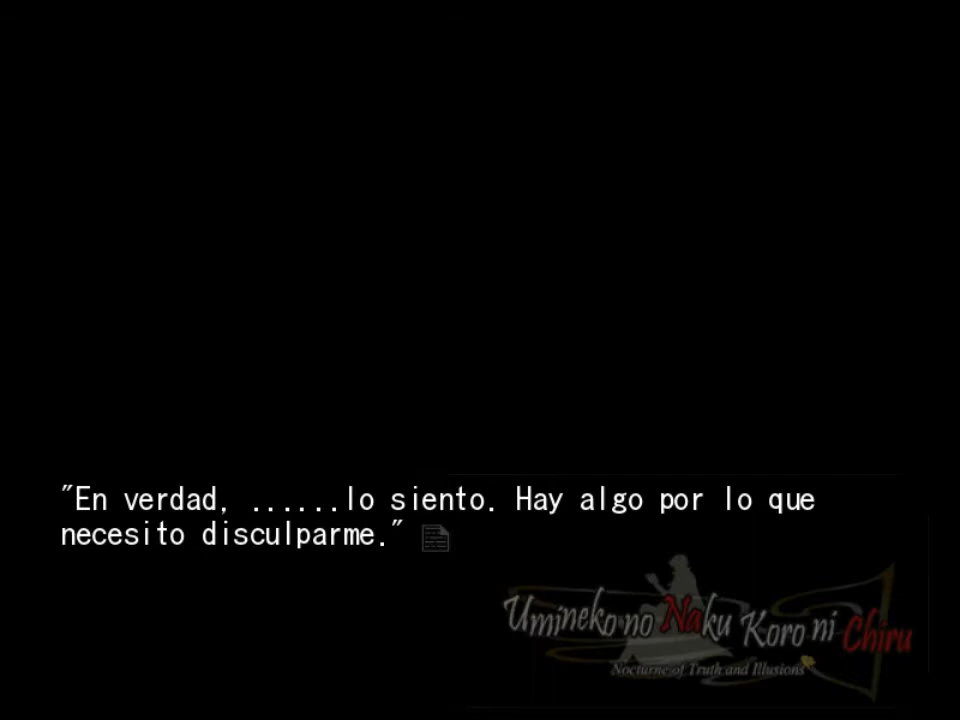 "En verdad, ......lo siento. Hay algo por lo que
necesito disculparme."
Umineko no Naku Koro ni Chiru
Nocturne of Truth and Illusions